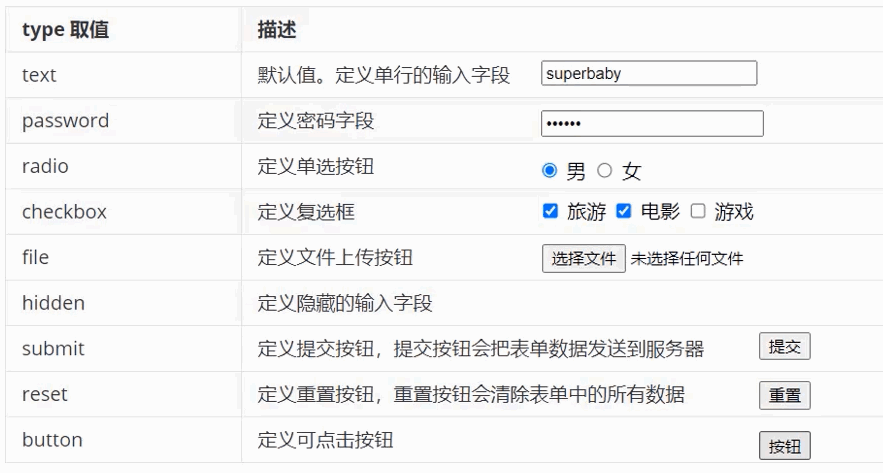 type 取值 描述
text 默认值。定义单行的输入字段 superbaby
password 定义密码字段 ••••••
radio 定义单选按钮 男 女
checkbox 定义复选框 旅游 电影 游戏
file 定义文件上传按钮 选择文件 未选择任何文件
hidden 定义隐藏的输入字段
submit 定义提交按钮，提交按钮会把表单数据发送到服务器 提交
reset 定义重置按钮，重置按钮会清除表单中的所有数据 重置
button 定义可点击按钮 按钮